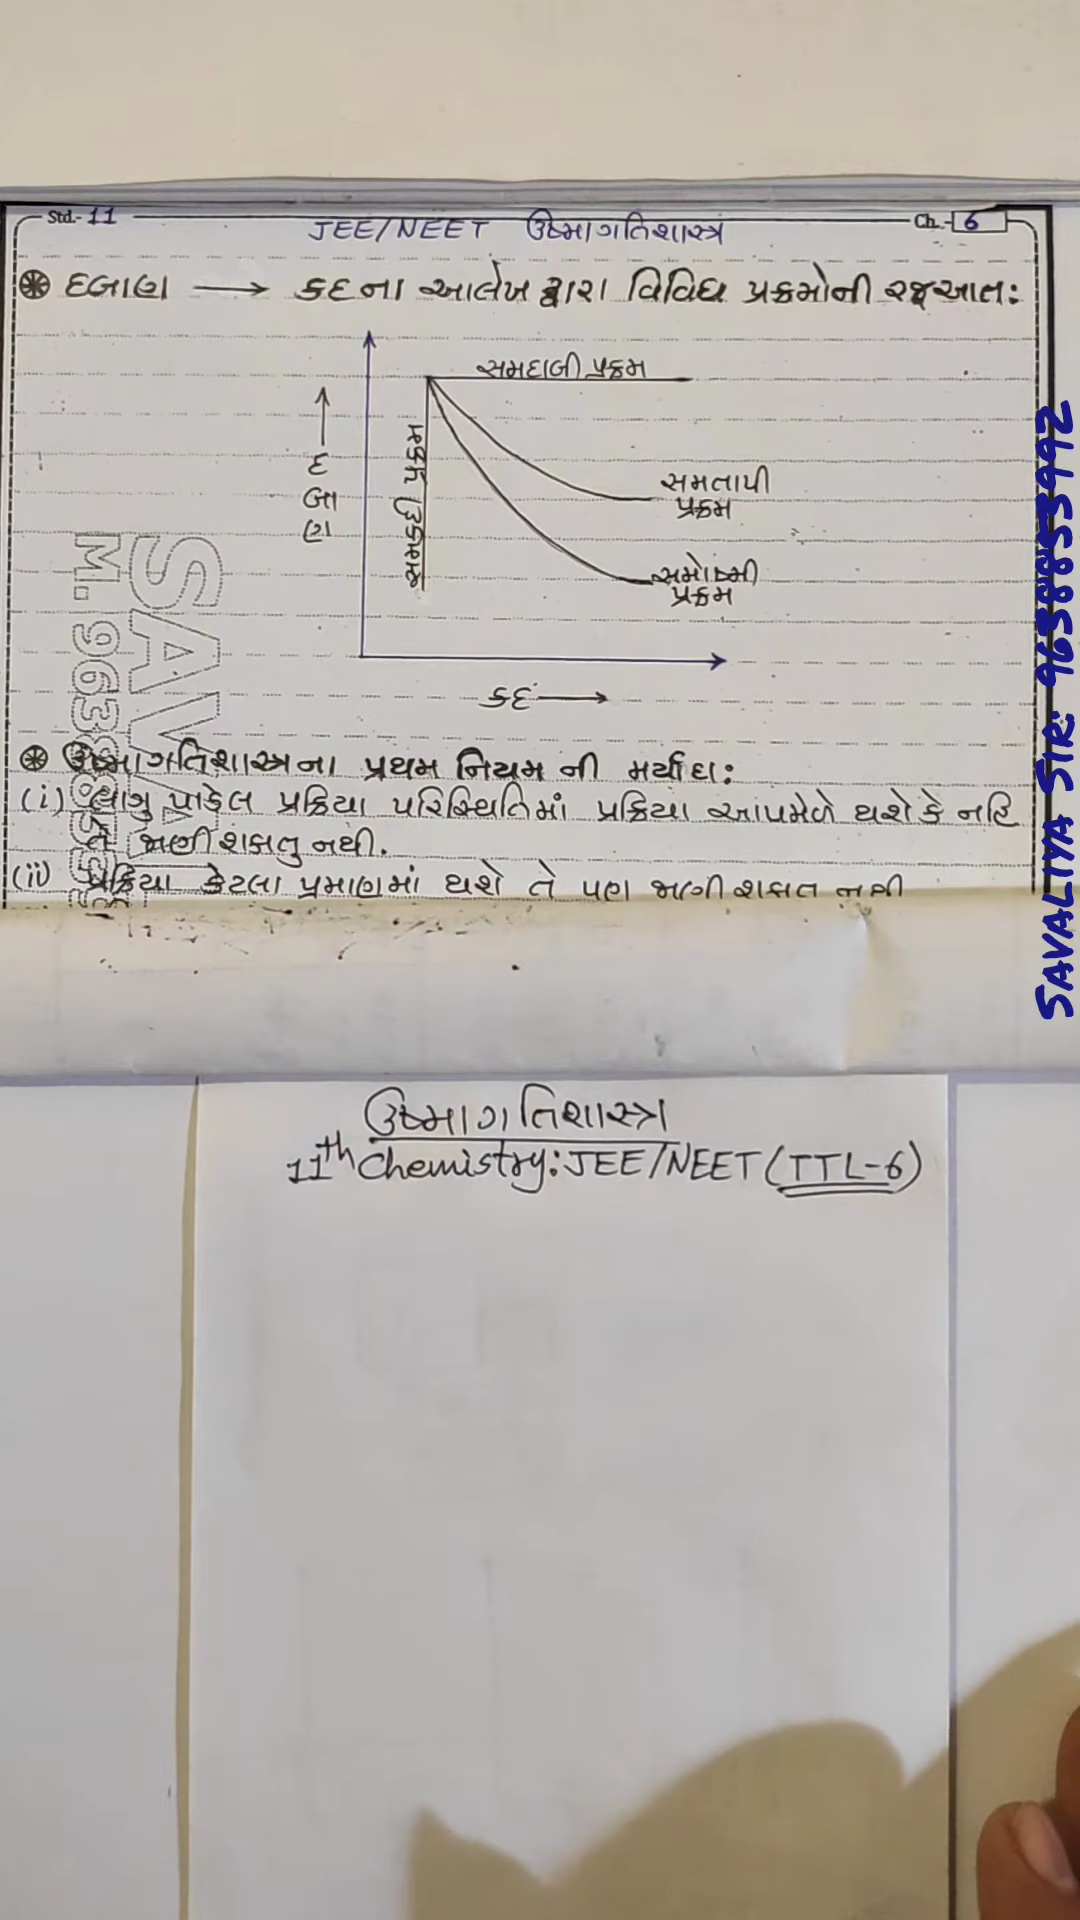 Std.- 11
JEE/NEET ઉષ્માગતિશાસ્ત્ર
Ch.- 6
દબાણ → કદના આલેખ દ્વારા વિવિધ પ્રક્રમોની રજૂઆત:
સમદાબી પ્રક્રમ
સમકદી પ્રક્રમ
દબાણ
સમતાપી
પ્રક્રમ
સમોષ્મી
પ્રક્રમ
કદ →
ઉષ્માગતિશાસ્ત્રના પ્રથમ નિયમ ની મર્યાદા:
(i) લાગુ પાડેલ પ્રક્રિયા પરિસ્થિતિમાં પ્રક્રિયા આપમેળે થશે કે નહિ
તે જાણી શકાતુ નથી.
(ii) પ્રક્રિયા કેટલા પ્રમાણમાં થશે તે પણ જાણી શકાત નથી
SAV
M. 963
SAVALIYA SIR: 9638853992
ઉષ્માગતિશાસ્ત્ર
11th Chemistry: JEE/NEET (TTL-6)